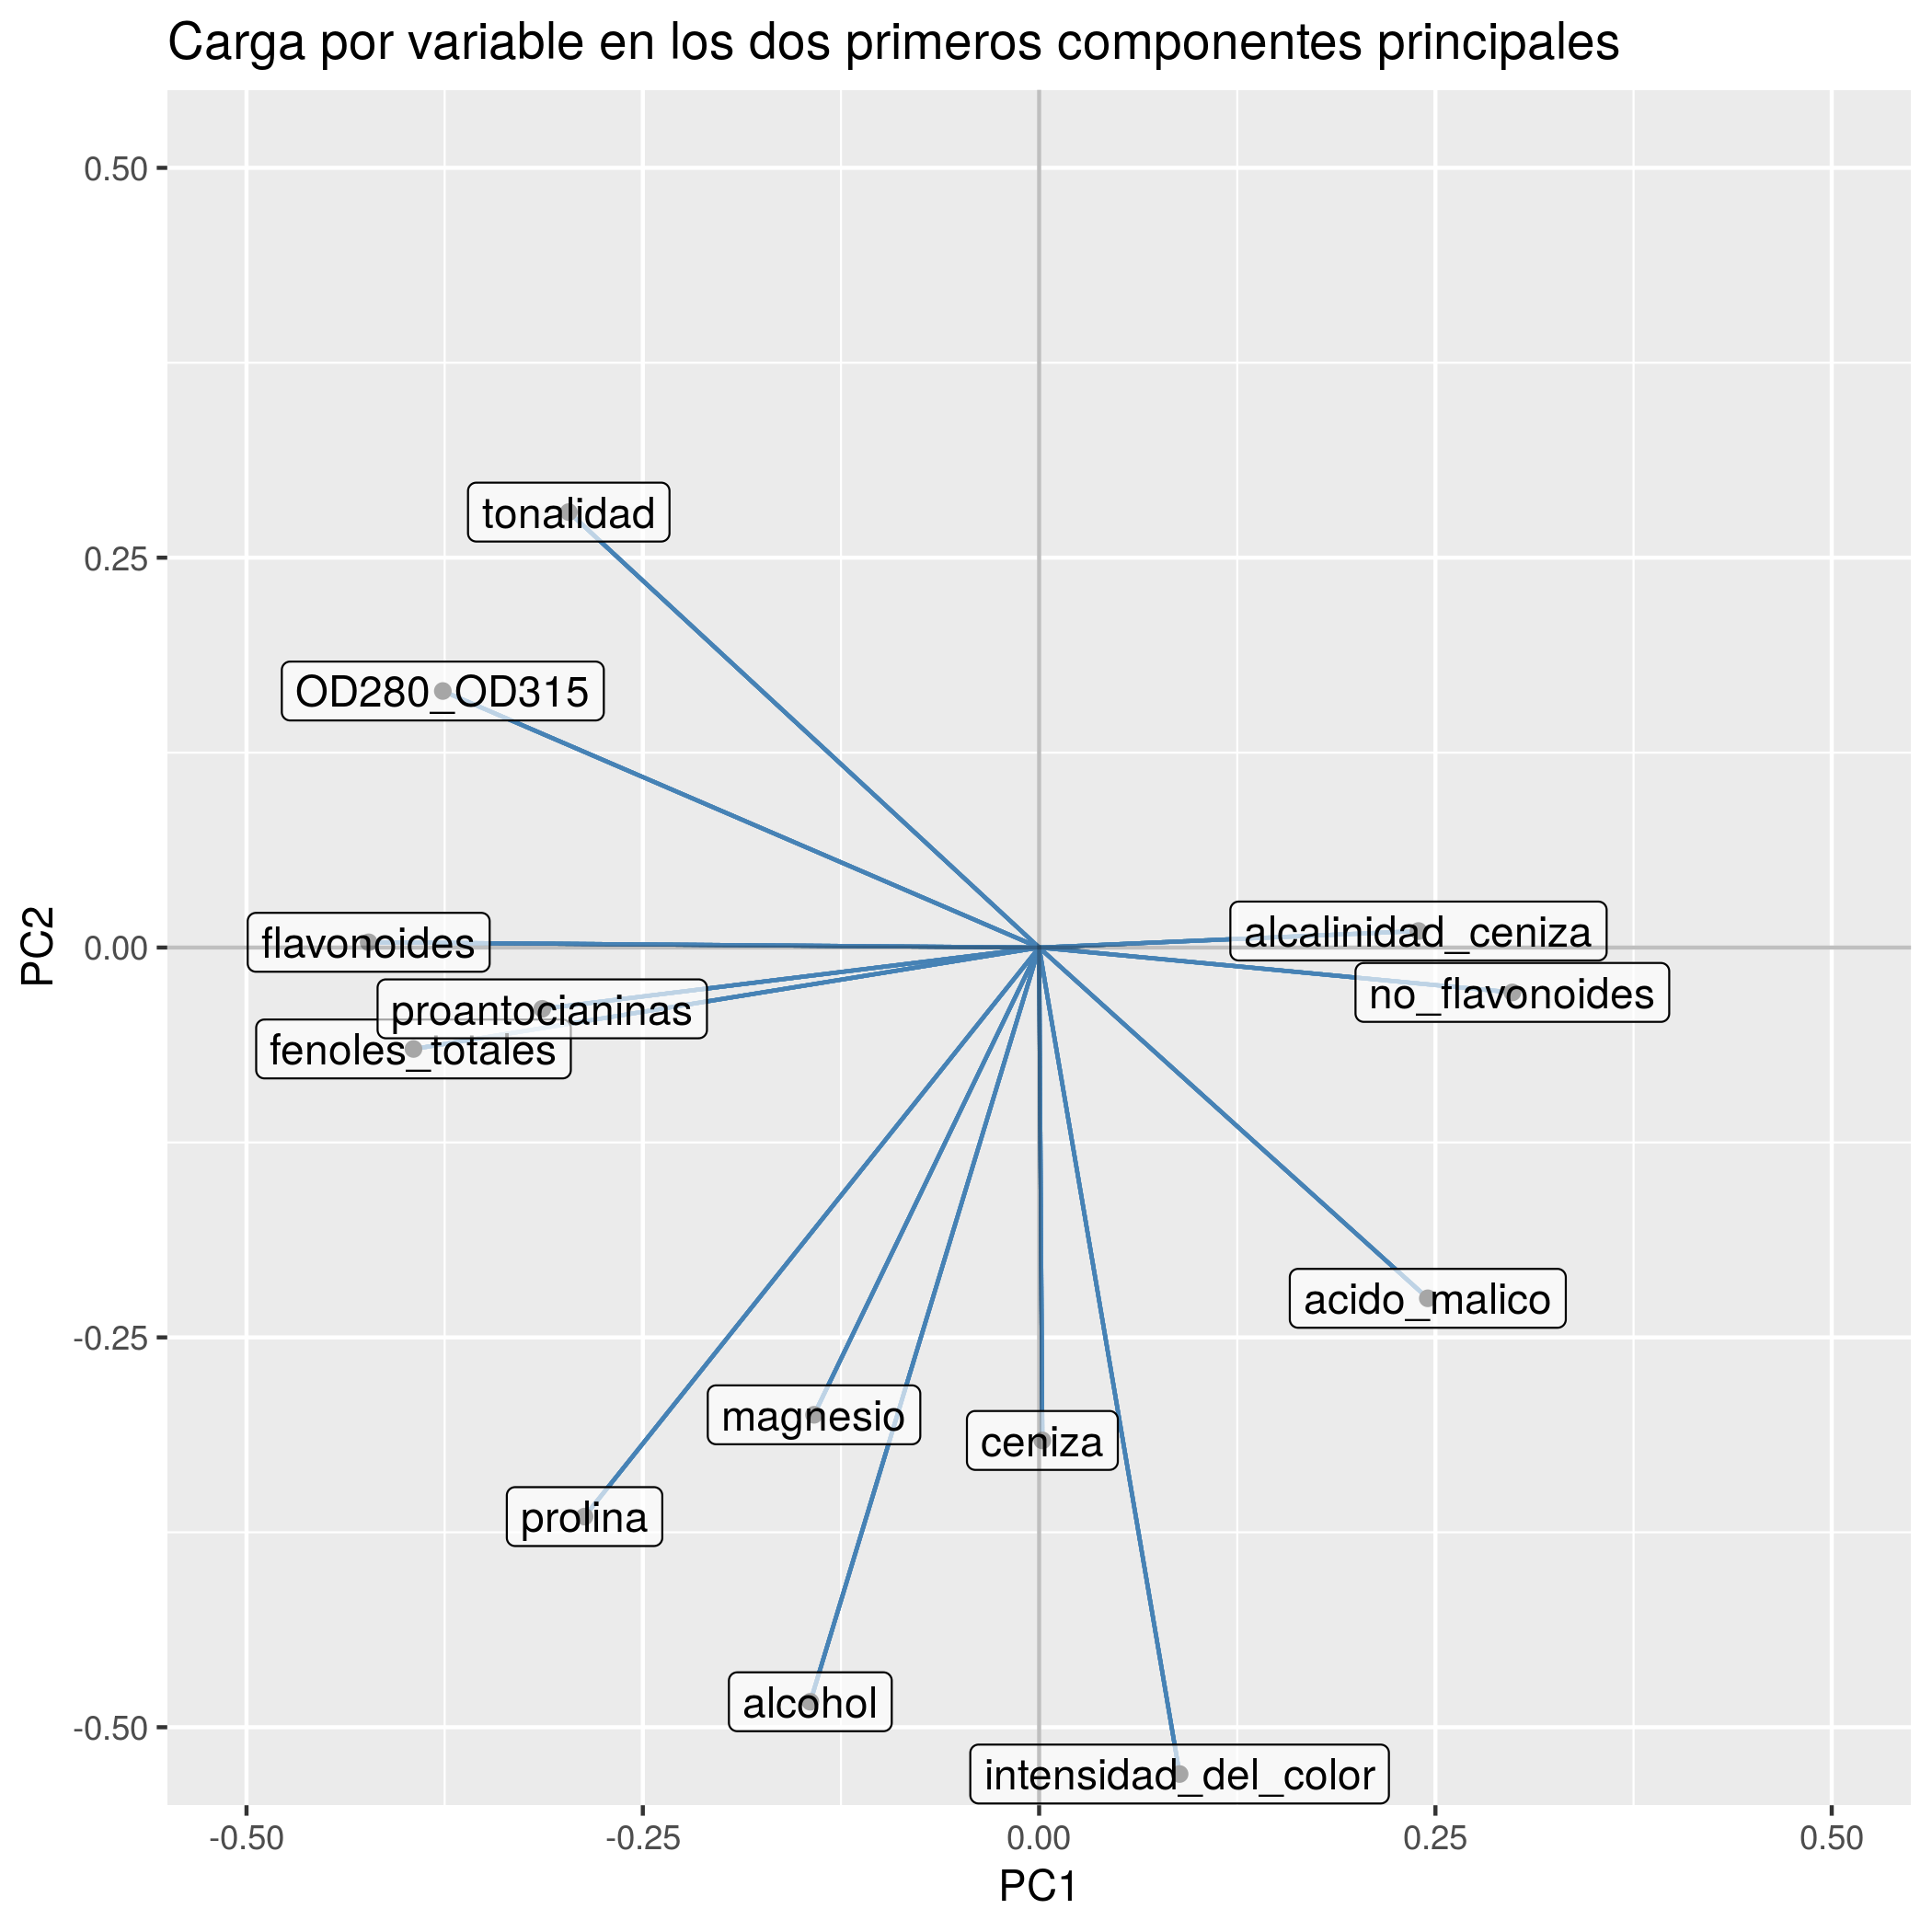 Carga por variable en los dos primeros componentes principales
0.50
0.25
0.00
-0.25
-0.50
PC2
tonalidad
OD280_OD315
flavonoides
alcalinidad_ceniza
no_flavonoides
proantocianinas
fenoles_totales
acido_malico
magnesio
ceniza
prolina
alcohol
intensidad_del_color
-0.50
-0.25
0.00
0.25
0.50
PC1